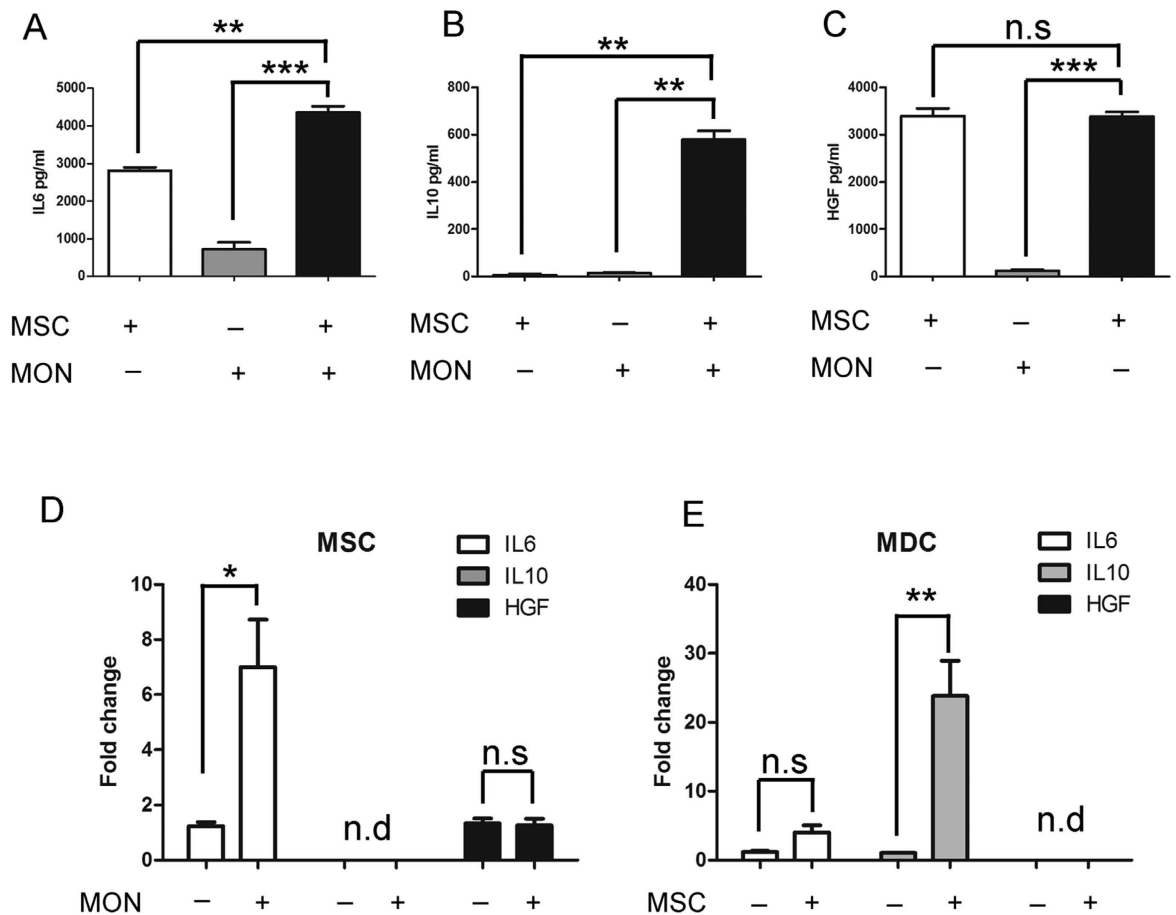 A
B
C
** 
***
**
**
n.s
***
5000
4000
3000
2000
1000
0
IL6 pg/ml
800
600
400
200
0
IL10 pg/ml
4000
3000
2000
1000
0
HGF pg/ml
MSC + – +
MON – + +
MSC + – +
MON – + +
MSC + – +
MON – + –
D
MSC
IL6
IL10
HGF
*
n.d
n.s
10
8
6
4
2
0
Fold change
MON – + – + – +
E
MDC
IL6
IL10
HGF
n.s
**
n.d
40
30
20
10
0
Fold change
MSC – + – + – +